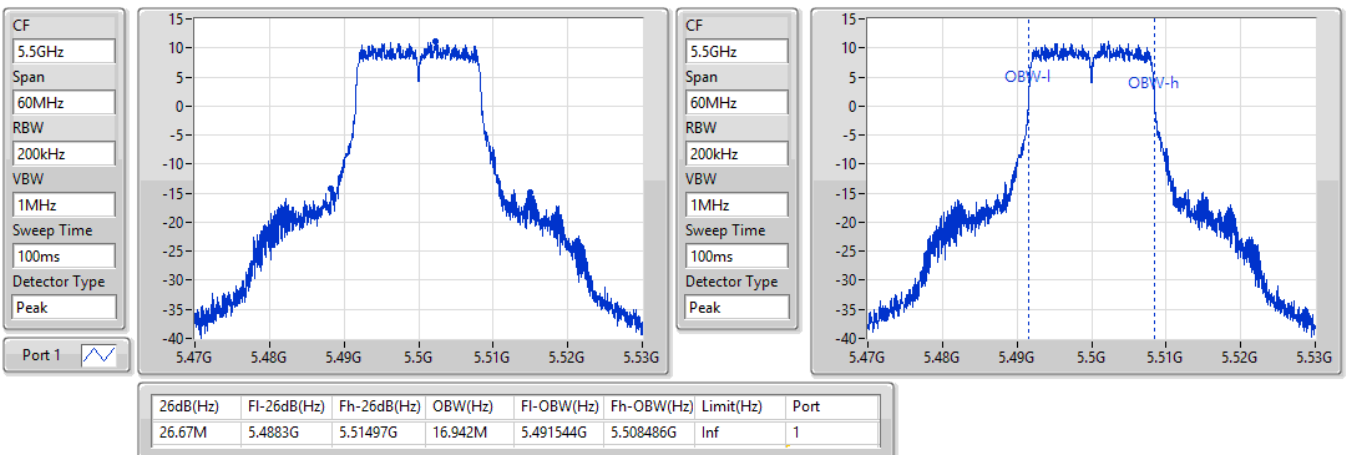 CF
5.5GHz
Span
60MHz
RBW
200kHz
VBW
1MHz
Sweep Time
100ms
Detector Type
Peak
Port 1
15
10
5
0
-5
-10
-15
-20
-25
-30
-35
-40
5.47G 5.48G 5.49G 5.5G 5.51G 5.52G 5.53G
CF
5.5GHz
Span
60MHz
RBW
200kHz
VBW
1MHz
Sweep Time
100ms
Detector Type
Peak
15
10
5
0
-5
-10
-15
-20
-25
-30
-35
-40
OBW-l
OBW-h
5.47G 5.48G 5.49G 5.5G 5.51G 5.52G 5.53G
26dB(Hz) Fl-26dB(Hz) Fh-26dB(Hz) OBW(Hz) Fl-OBW(Hz) Fh-OBW(Hz) Limit(Hz) Port
26.67M 5.4883G 5.51497G 16.942M 5.491544G 5.508486G Inf 1